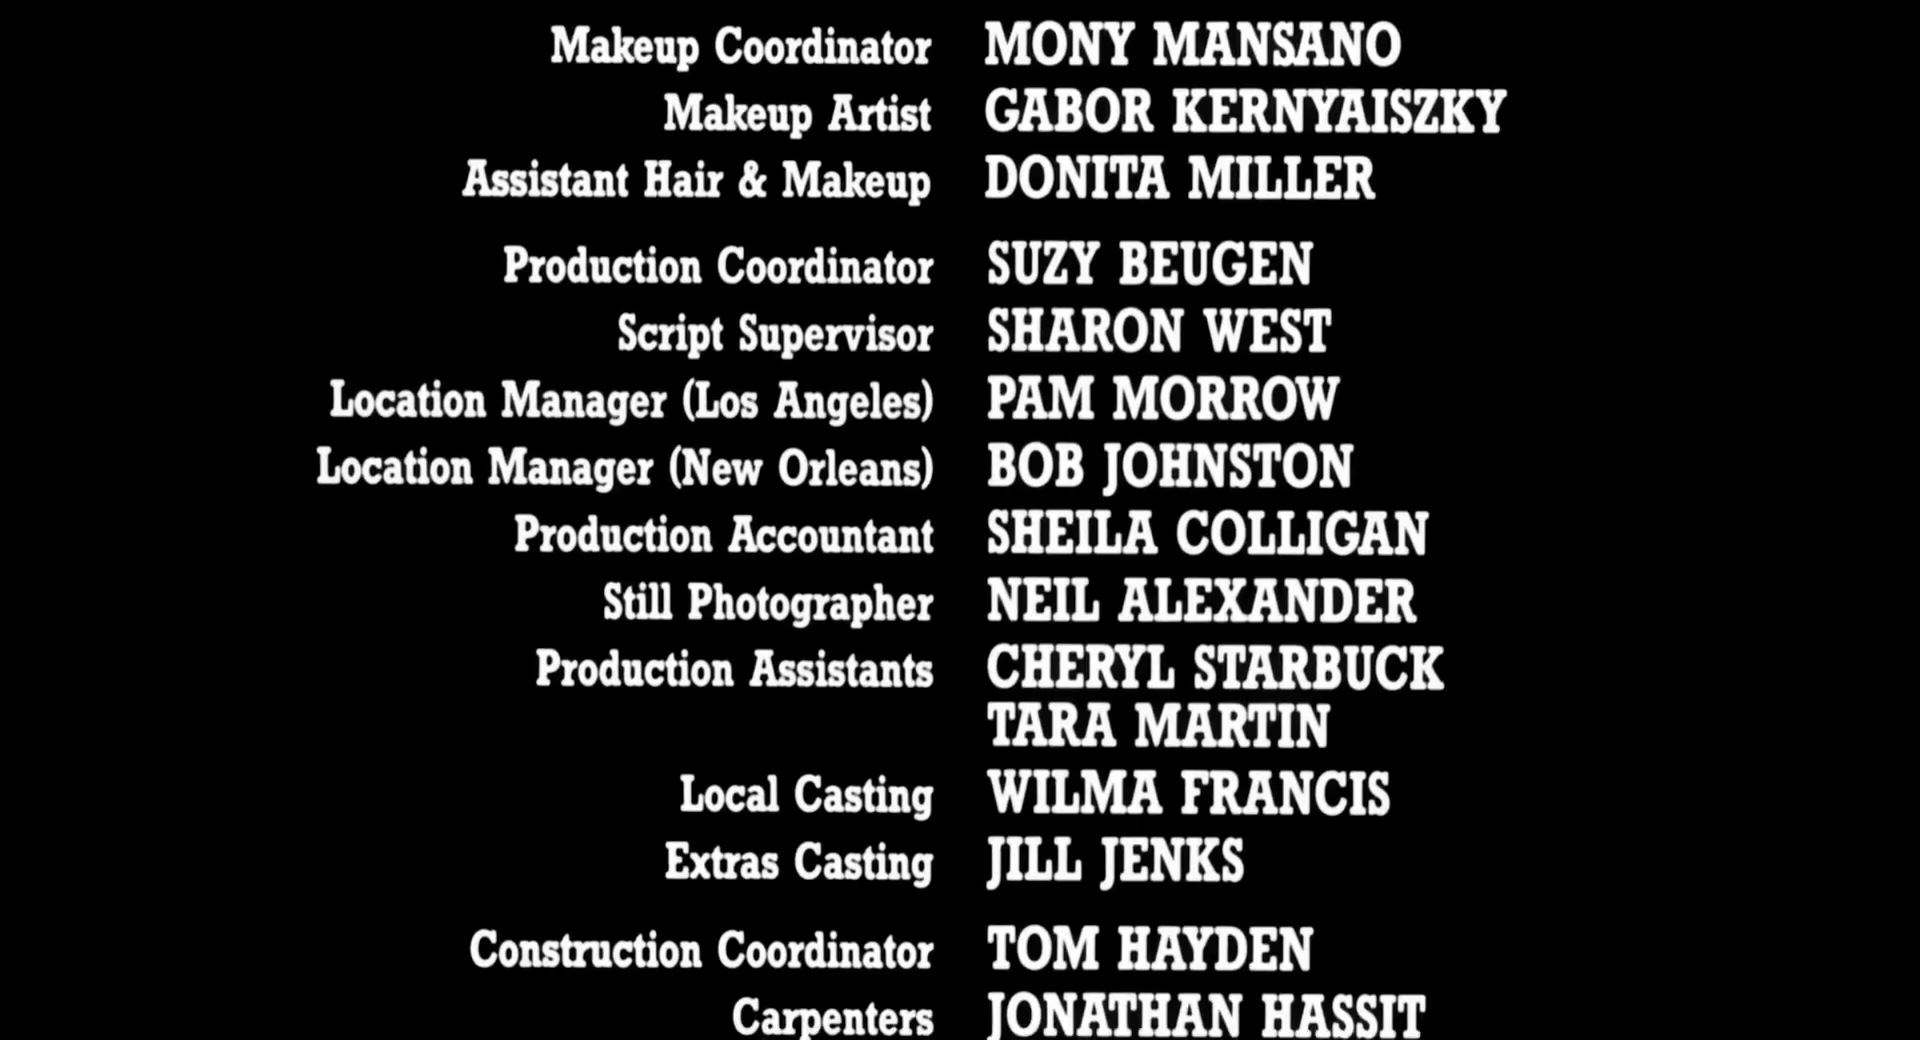 Makeup Coordinator MONY MANSANO
Makeup Artist GABOR KERNYAISZKY
Assistant Hair & Makeup DONITA MILLER
Production Coordinator SUZY BEUGEN
Script Supervisor SHARON WEST
Location Manager (Los Angeles) PAM MORROW
Location Manager (New Orleans) BOB JOHNSTON
Production Accountant SHEILA COLLIGAN
Still Photographer NEIL ALEXANDER
Production Assistants CHERYL STARBUCK
TARA MARTIN
Local Casting WILMA FRANCIS
Extras Casting JILL JENKS
Construction Coordinator TOM HAYDEN
Carpenters JONATHAN HASSIT